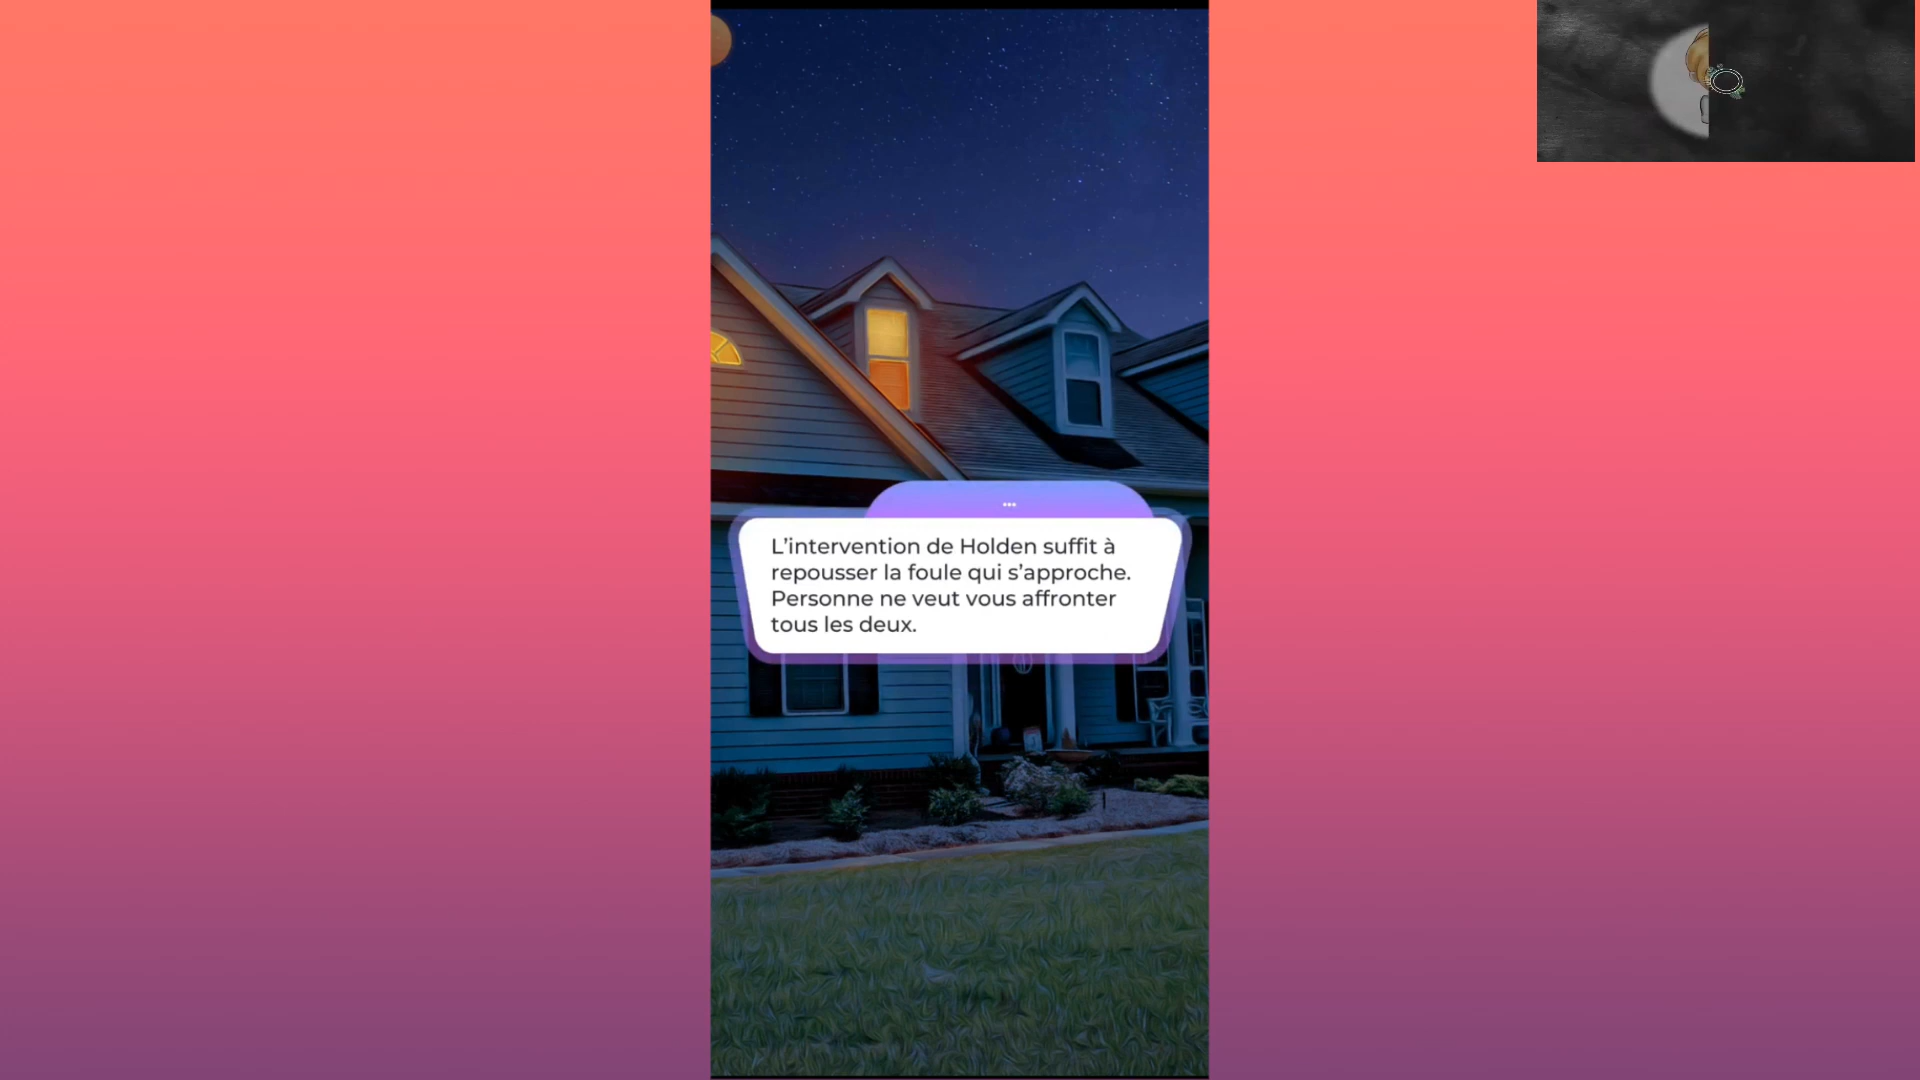 ...
L’intervention de Holden suffit à
repousser la foule qui s’approche.
Personne ne veut vous affronter
tous les deux.